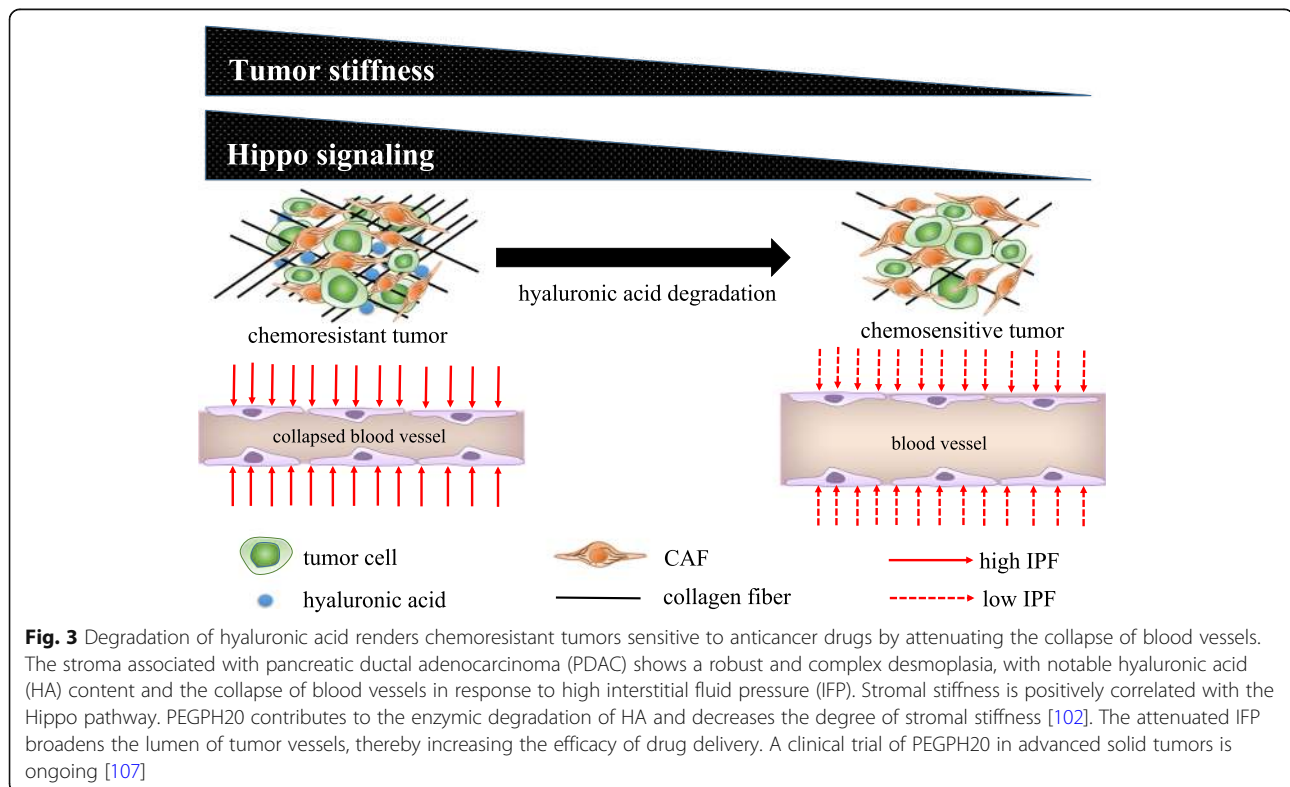 Tumor stiffness
Hippo signaling
hyaluronic acid degradation
chemoresistant tumor
chemosensitive tumor
collapsed blood vessel
blood vessel
tumor cell
CAF
high IPF
hyaluronic acid
collagen fiber
low IPF
Fig. 3 Degradation of hyaluronic acid renders chemoresistant tumors sensitive to anticancer drugs by attenuating the collapse of blood vessels.
The stroma associated with pancreatic ductal adenocarcinoma (PDAC) shows a robust and complex desmoplasia, with notable hyaluronic acid
(HA) content and the collapse of blood vessels in response to high interstitial fluid pressure (IFP). Stromal stiffness is positively correlated with the
Hippo pathway. PEGPH20 contributes to the enzymic degradation of HA and decreases the degree of stromal stiffness [102]. The attenuated IFP
broadens the lumen of tumor vessels, thereby increasing the efficacy of drug delivery. A clinical trial of PEGPH20 in advanced solid tumors is
ongoing [107]